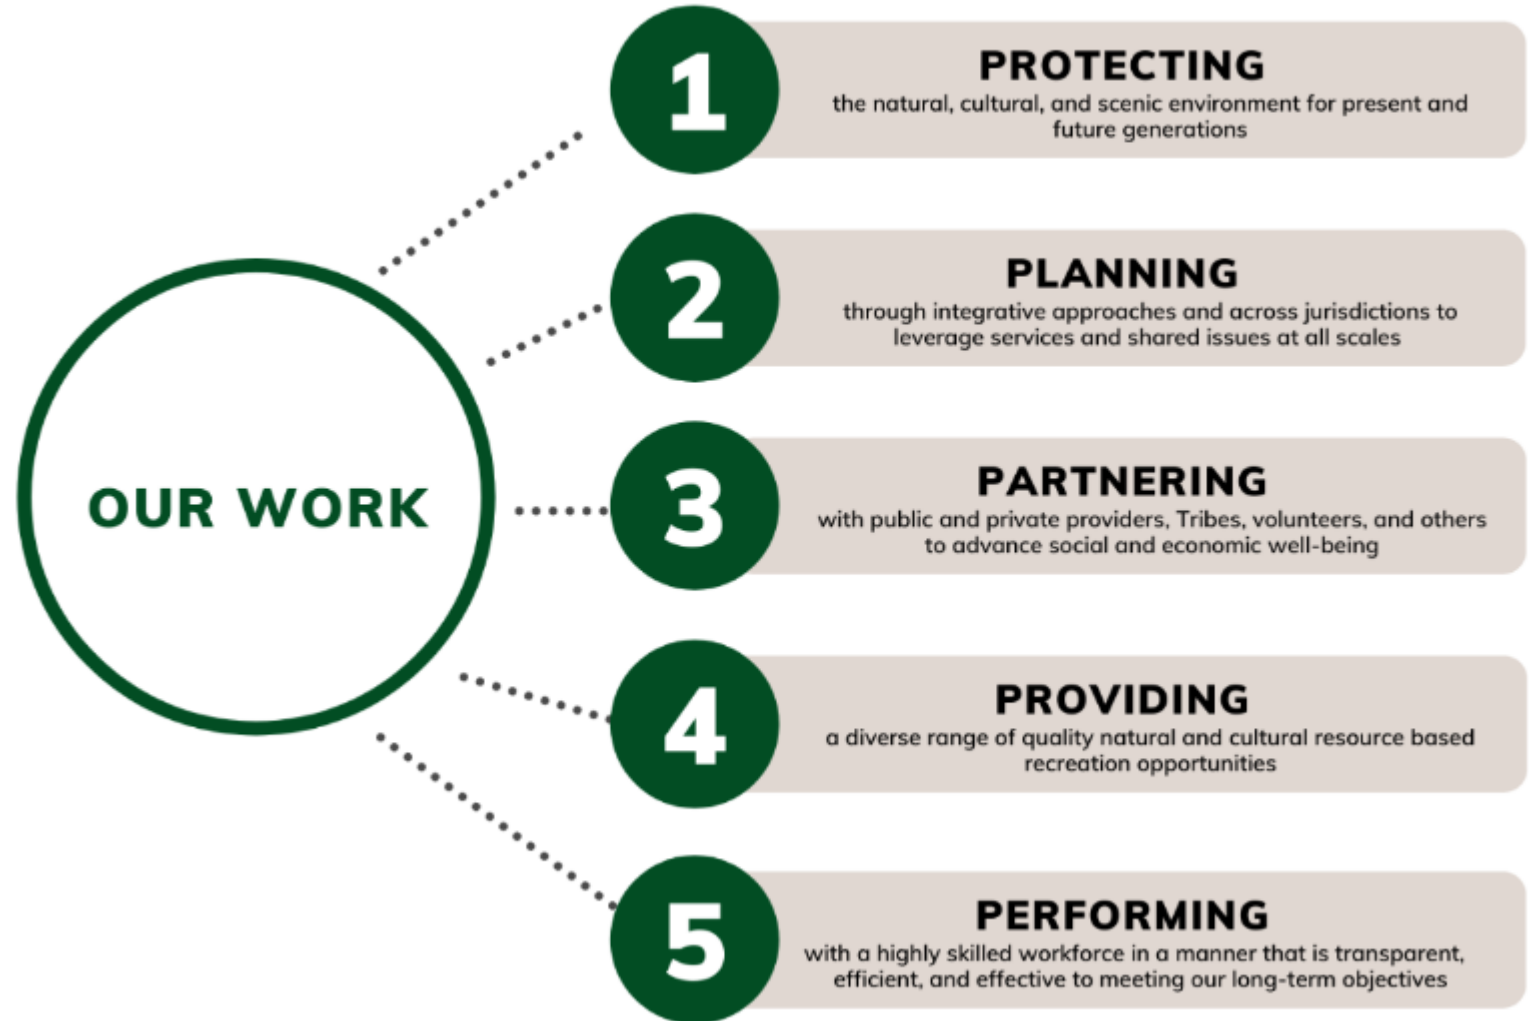 OUR WORK
1
PROTECTING
the natural, cultural, and scenic environment for present and
future generations
2
PLANNING
through integrative approaches and across jurisdictions to
leverage services and shared issues at all scales
3
PARTNERING
with public and private providers, Tribes, volunteers, and others
to advance social and economic well-being
4
PROVIDING
a diverse range of quality natural and cultural resource based
recreation opportunities
5
PERFORMING
with a highly skilled workforce in a manner that is transparent,
efficient, and effective to meeting our long-term objectives